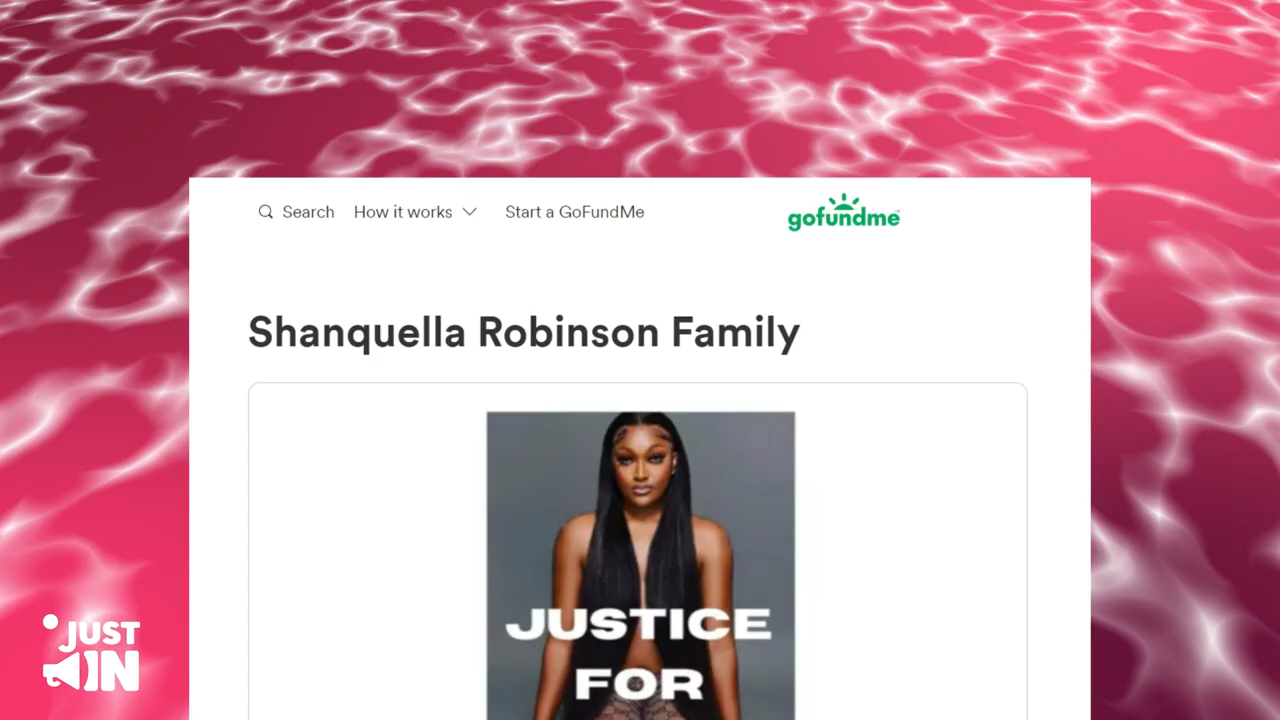 Search How it works Start a GoFundMe gofundme
Shanquella Robinson Family
JUSTICE
FOR
JUST
IN